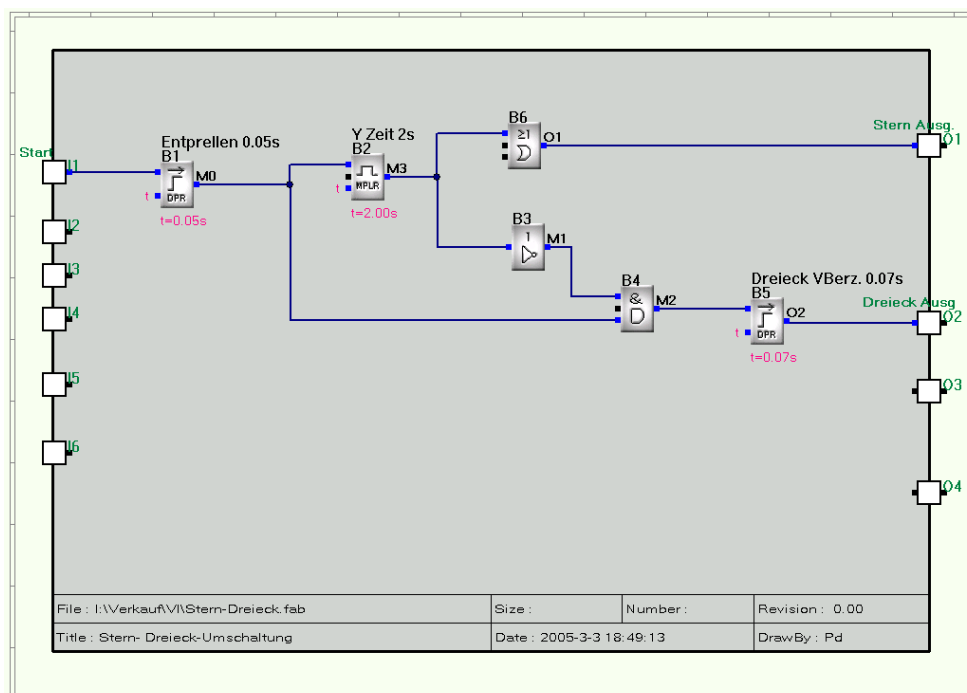 B6
≥1
O1
Stern Ausg.
O1
Entprellen 0.05s
Y Zeit 2s
Start
I1
B1
M0
DPR
t
t=0.05s
B2
M3
MPLR
t
t=2.00s
I2
B3
1
M1
I3
B4
&
M2
Dreieck VBerz. 0.07s
B5
O2
DPR
t
t=0.07s
Dreieck Ausg
O2
I4
I5
O3
I6
O4
File : I:\Verkauf\VI\Stern-Dreieck.fab
Size :
Number :
Revision : 0.00
Title : Stern- Dreieck-Umschaltung
Date : 2005-3-3 18:49:13
DrawBy : Pd